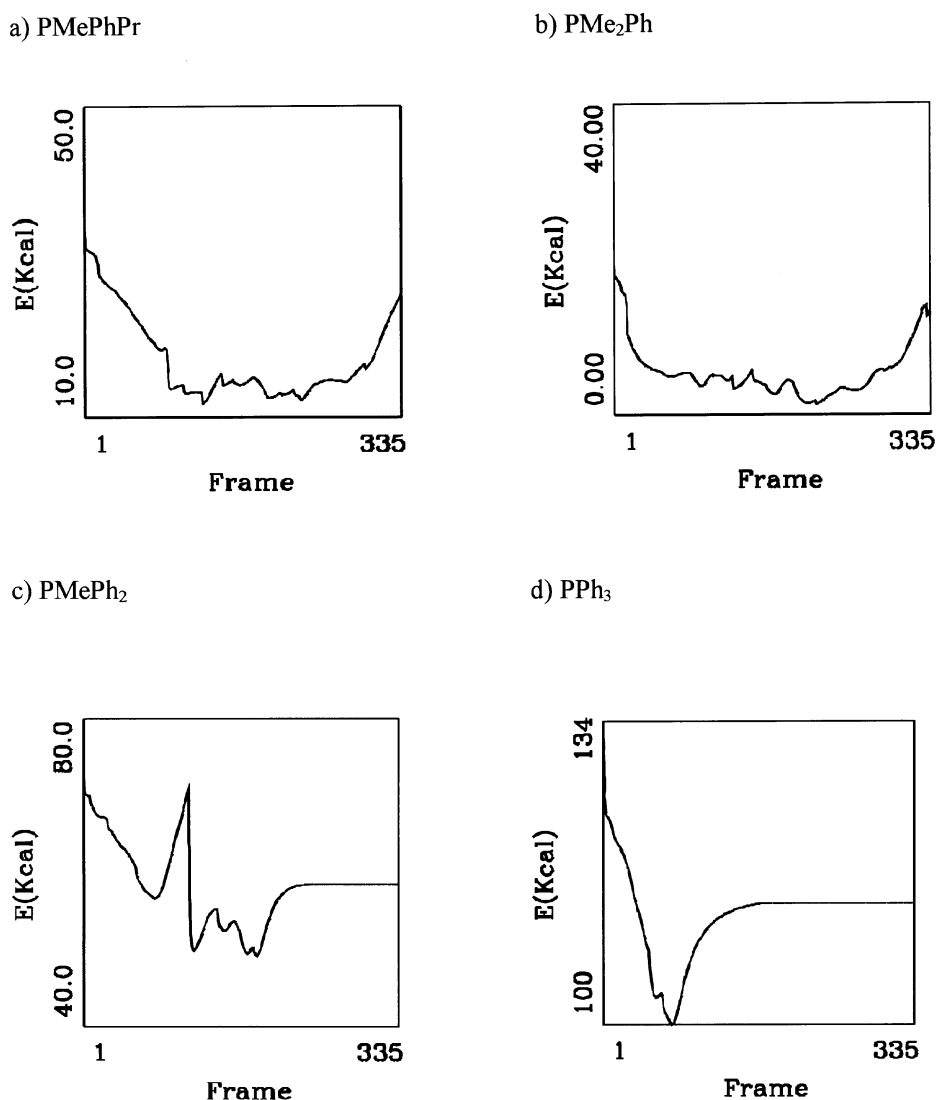 a) PMePhPr
b) PMe₂Ph
50.0
E(Kcal)
10.0
1 335
Frame
40.00
E(Kcal)
0.00
1 335
Frame
c) PMePh₂
d) PPh₃
80.0
E(Kcal)
40.0
1 335
Frame
134
E(Kcal)
100
1 335
Frame